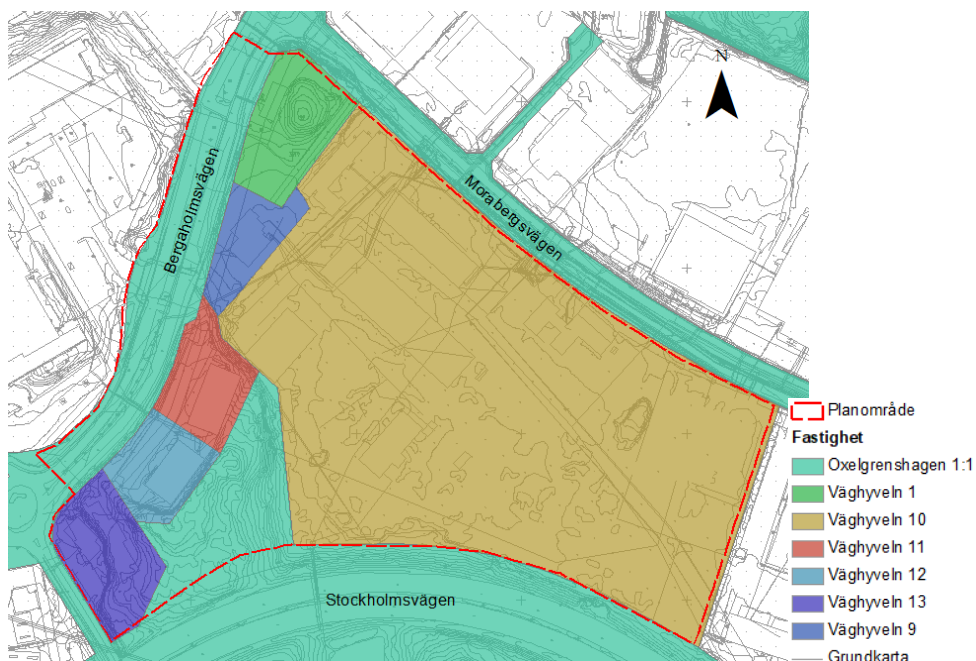 N
Bergaholmsvägen
Morabergsvägen
Stockholmsvägen
Planområde
Fastighet
Oxelgrenshagen 1:1
Väghyveln 1
Väghyveln 10
Väghyveln 11
Väghyveln 12
Väghyveln 13
Väghyveln 9
Grundkarta